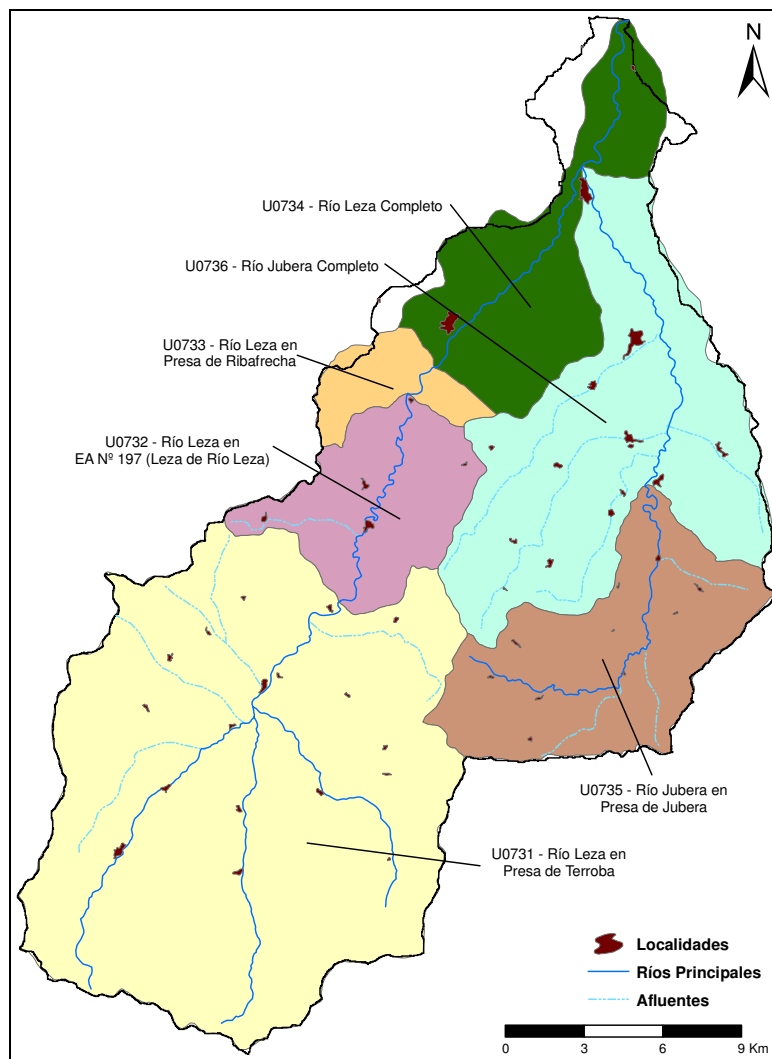 N
U0734 - Río Leza Completo
U0736 - Río Jubera Completo
U0733 - Río Leza en
Presa de Ribafrecha
U0732 - Río Leza en
EA Nº 197 (Leza de Río Leza)
U0735 - Río Jubera en
Presa de Jubera
U0731 - Río Leza en
Presa de Terroba
Localidades
Ríos Principales
Afluentes
0 3 6 9 Km